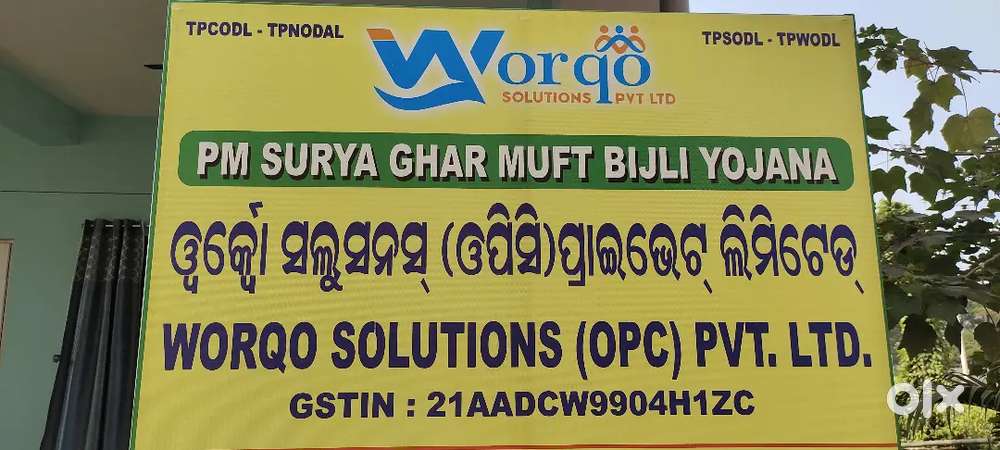 TPCODL - TPNODAL
Worqo
TPSODL - TPWODL
SOLUTIONS PVT LTD
PM SURYA GHAR MUFT BIJLI YOJANA
ୱର୍କ୍ୱୋ ସଲୁସନସ୍ (ଓପିସି)ପ୍ରାଇଭେଟ୍ ଲିମିଟେଡ୍
WORQO SOLUTIONS (OPC) PVT. LTD.
GSTIN : 21AADCW9904H1ZC
olx